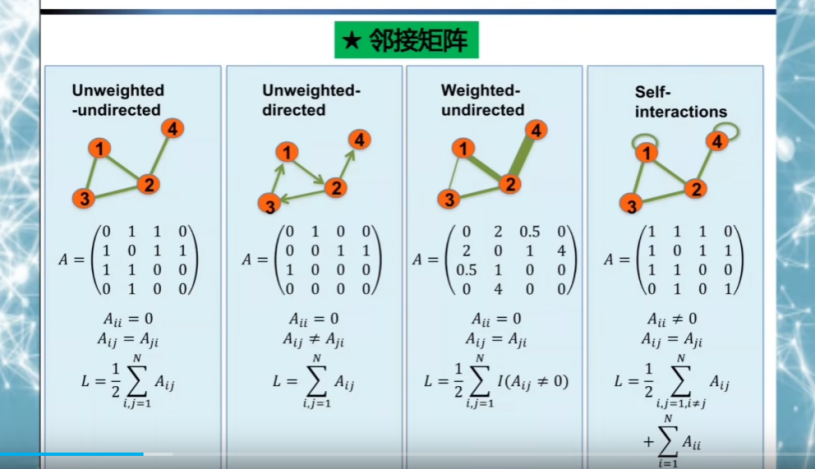 ★ 邻接矩阵
Unweighted
-undirected
4
1
2
3
A = (0 1 1 0
1 0 1 1
1 1 0 0
0 1 0 0)
A_ii = 0
A_ij = A_ji
L = 1/2 ∑_{i,j=1}^{N} A_ij
Unweighted-
directed
4
1
2
3
A = (0 1 0 0
0 0 1 1
1 0 0 0
0 0 0 0)
A_ii = 0
A_ij ≠ A_ji
L = ∑_{i,j=1}^{N} A_ij
Weighted-
undirected
4
1
2
3
A = (0 2 0.5 0
2 0 1 4
0.5 1 0 0
0 4 0 0)
A_ii = 0
A_ij = A_ji
L = 1/2 ∑_{i,j=1}^{N} I(A_ij ≠ 0)
Self-
interactions
4
1
2
3
A = (1 1 1 0
1 0 1 1
1 1 0 0
0 1 0 1)
A_ii ≠ 0
A_ij = A_ji
L = 1/2 ∑_{i,j=1,i≠j}^{N} A_ij
+ ∑_{i=1}^{N} A_ii